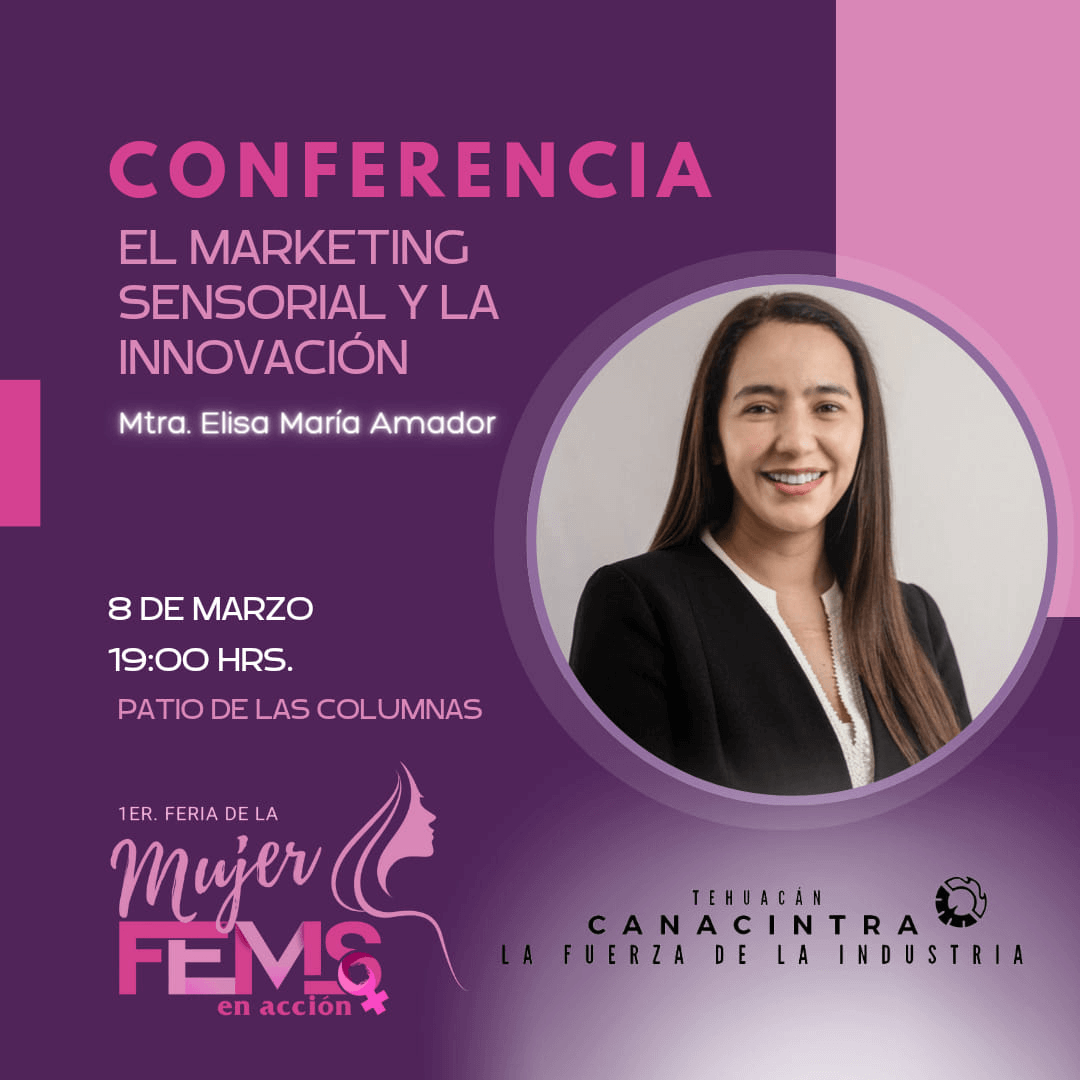 CONFERENCIA
EL MARKETING
SENSORIAL Y LA
INNOVACIÓN
Mtra. Elisa María Amador
8 DE MARZO
19:00 HRS.
PATIO DE LAS COLUMNAS
1ER. FERIA DE LA
Mujer
FEMS
en acción
TEHUACÁN
CANACINTRA
LA FUERZA DE LA INDUSTRIA